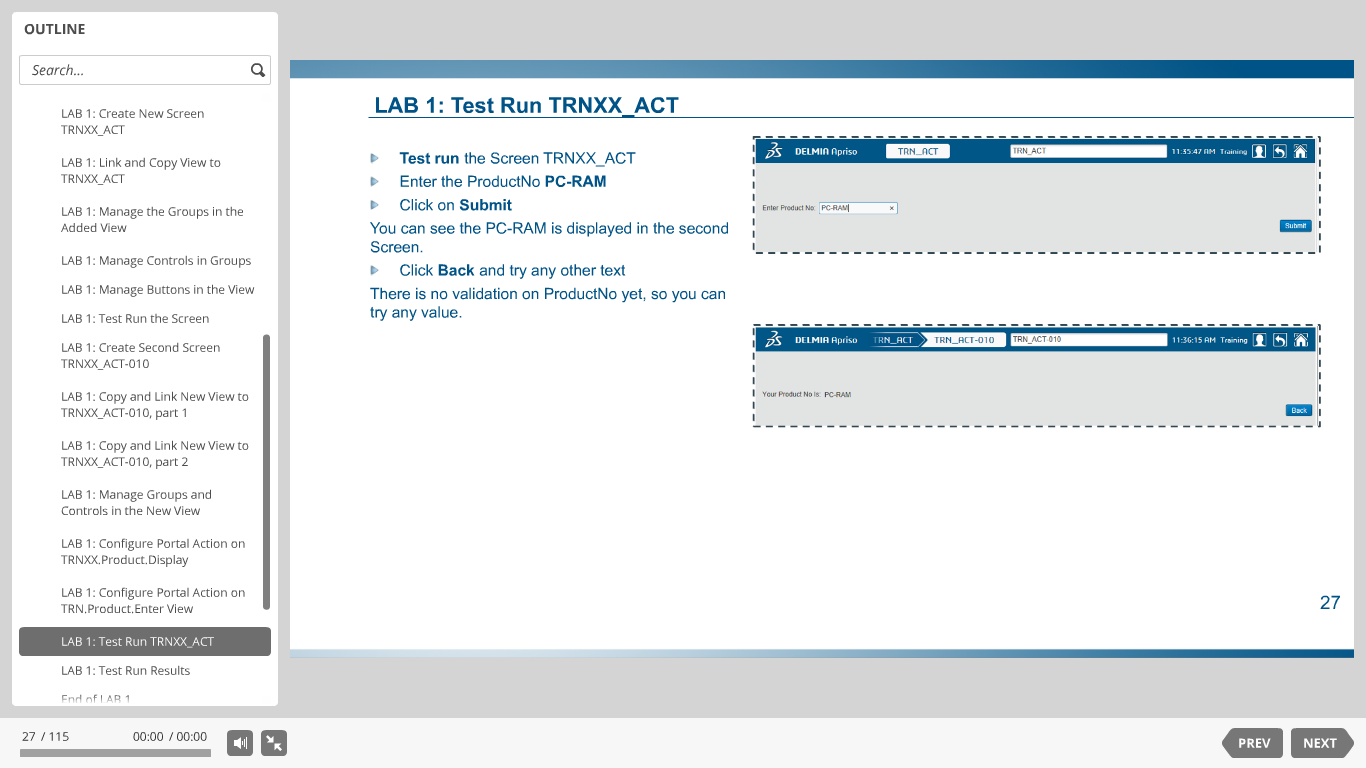 OUTLINE
Search...
LAB 1: Create New Screen
TRNXX_ACT
LAB 1: Link and Copy View to
TRNXX_ACT
LAB 1: Manage the Groups in the
Added View
LAB 1: Manage Controls in Groups
LAB 1: Manage Buttons in the View
LAB 1: Test Run the Screen
LAB 1: Create Second Screen
TRNXX_ACT-010
LAB 1: Copy and Link New View to
TRNXX_ACT-010, part 1
LAB 1: Copy and Link New View to
TRNXX_ACT-010, part 2
LAB 1: Manage Groups and
Controls in the New View
LAB 1: Configure Portal Action on
TRNXX.Product.Display
LAB 1: Configure Portal Action on
TRN.Product.Enter View
LAB 1: Test Run TRNXX_ACT
LAB 1: Test Run Results
End of LAB 1
LAB 1: Test Run TRNXX_ACT
Test run the Screen TRNXX_ACT
Enter the ProductNo PC-RAM
Click on Submit
You can see the PC-RAM is displayed in the second
Screen.
Click Back and try any other text
There is no validation on ProductNo yet, so you can
try any value.
DELMIA Apriso TRN_ACT TRN_ACT 11:35:47 AM Training
Enter Product No: PC-RAM ×
Submit
DELMIA Apriso TRN_ACT TRN_ACT-010 TRN_ACT-010 11:36:15 AM Training
Your Product No Is: PC-RAM
Back
27
27 / 115 00:00 / 00:00
PREV NEXT